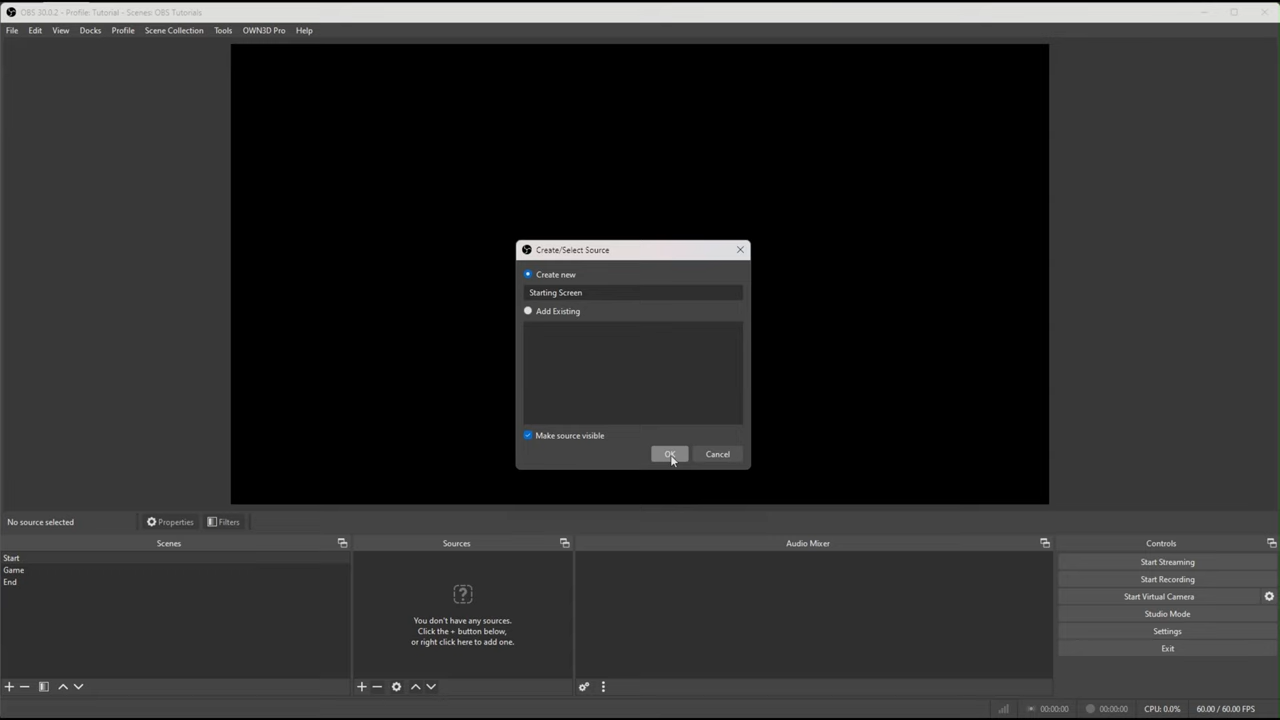 OBS 30.0.2 - Profile: Tutorial - Scenes: OBS Tutorials
File Edit View Docks Profile Scene Collection Tools OWN3D Pro Help
Create/Select Source
Create new
Starting Screen
Add Existing
Make source visible
OK Cancel
No source selected Properties Filters
Scenes Sources Audio Mixer Controls
Start
Game
End
You don't have any sources.
Click the + button below,
or right click here to add one.
Start Streaming
Start Recording
Start Virtual Camera
Studio Mode
Settings
Exit
00:00:00 00:00:00 CPU: 0.0% 60.00 / 60.00 FPS